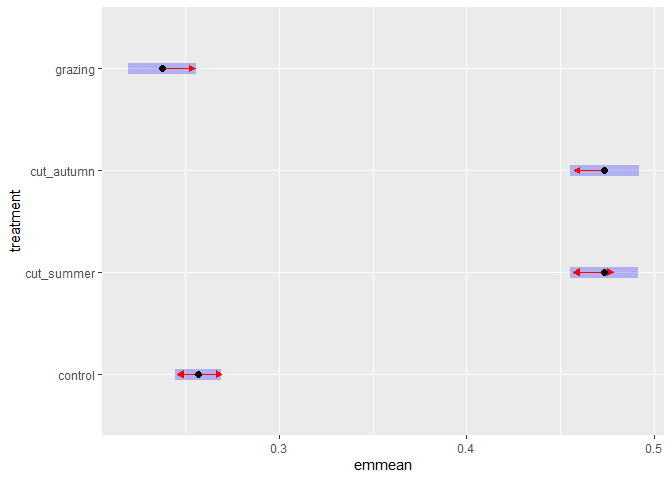 grazing
cut_autumn
cut_summer
control
treatment
0.3 0.4 0.5
emmean